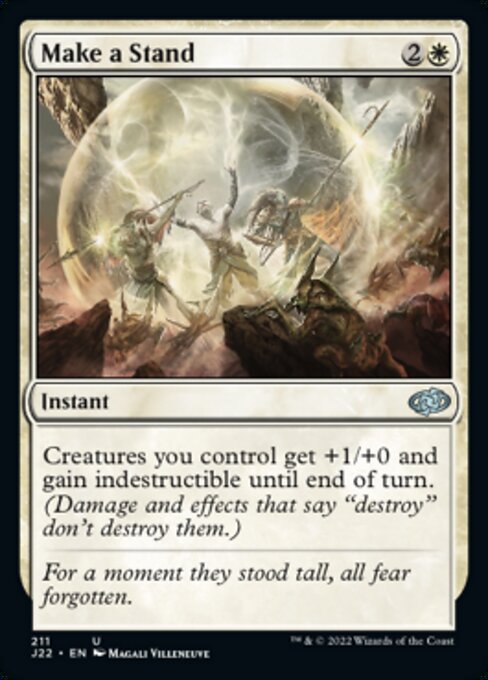 Make a Stand 2
Instant
Creatures you control get +1/+0 and
gain indestructible until end of turn.
(Damage and effects that say “destroy”
don’t destroy them.)
For a moment they stood tall, all fear
forgotten.
211 U
J22 • EN Magali Villeneuve
™ & © 2022 Wizards of the Coast